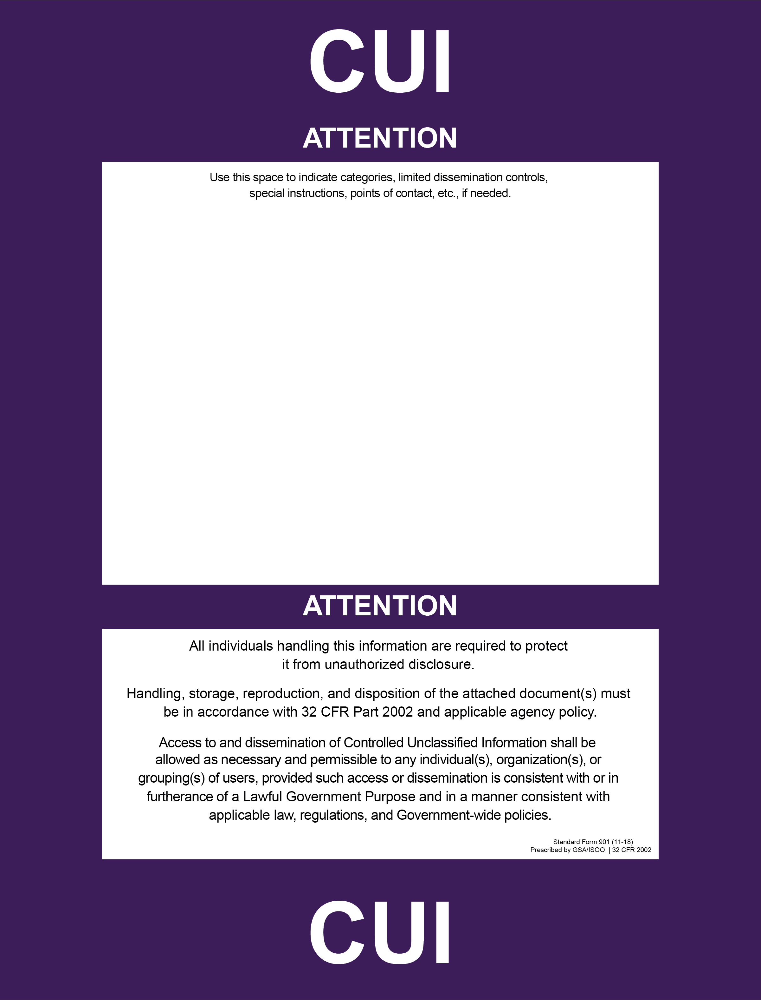 CUI
ATTENTION
Use this space to indicate categories, limited dissemination controls,
special instructions, points of contact, etc., if needed.
ATTENTION
All individuals handling this information are required to protect
it from unauthorized disclosure.
Handling, storage, reproduction, and disposition of the attached document(s) must
be in accordance with 32 CFR Part 2002 and applicable agency policy.
Access to and dissemination of Controlled Unclassified Information shall be
allowed as necessary and permissible to any individual(s), organization(s), or
grouping(s) of users, provided such access or dissemination is consistent with or in
furtherance of a Lawful Government Purpose and in a manner consistent with
applicable law, regulations, and Government-wide policies.
Standard Form 901 (11-18)
Prescribed by GSA/ISOO | 32 CFR 2002
CUI